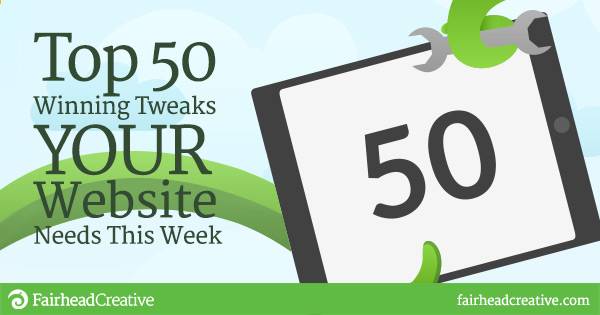 Top 50
Winning Tweaks
YOUR
Website
Needs This Week
50
FairheadCreative
fairheadcreative.com